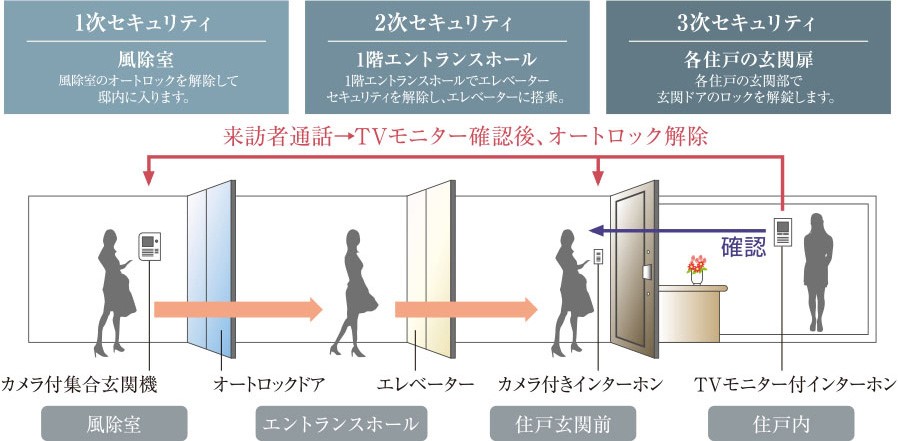 1次セキュリティ
風除室
風除室のオートロックを解除して
邸内に入ります。
2次セキュリティ
1階エントランスホール
1階エントランスホールでエレベーター
セキュリティを解除し、エレベーターに搭乗。
3次セキュリティ
各住戸の玄関扉
各住戸の玄関部で
玄関ドアのロックを解錠します。
来訪者通話→TVモニター確認後、オートロック解除
確認
カメラ付集合玄関機
オートロックドア
エレベーター
カメラ付きインターホン
TVモニター付インターホン
風除室
エントランスホール
住戸玄関前
住戸内